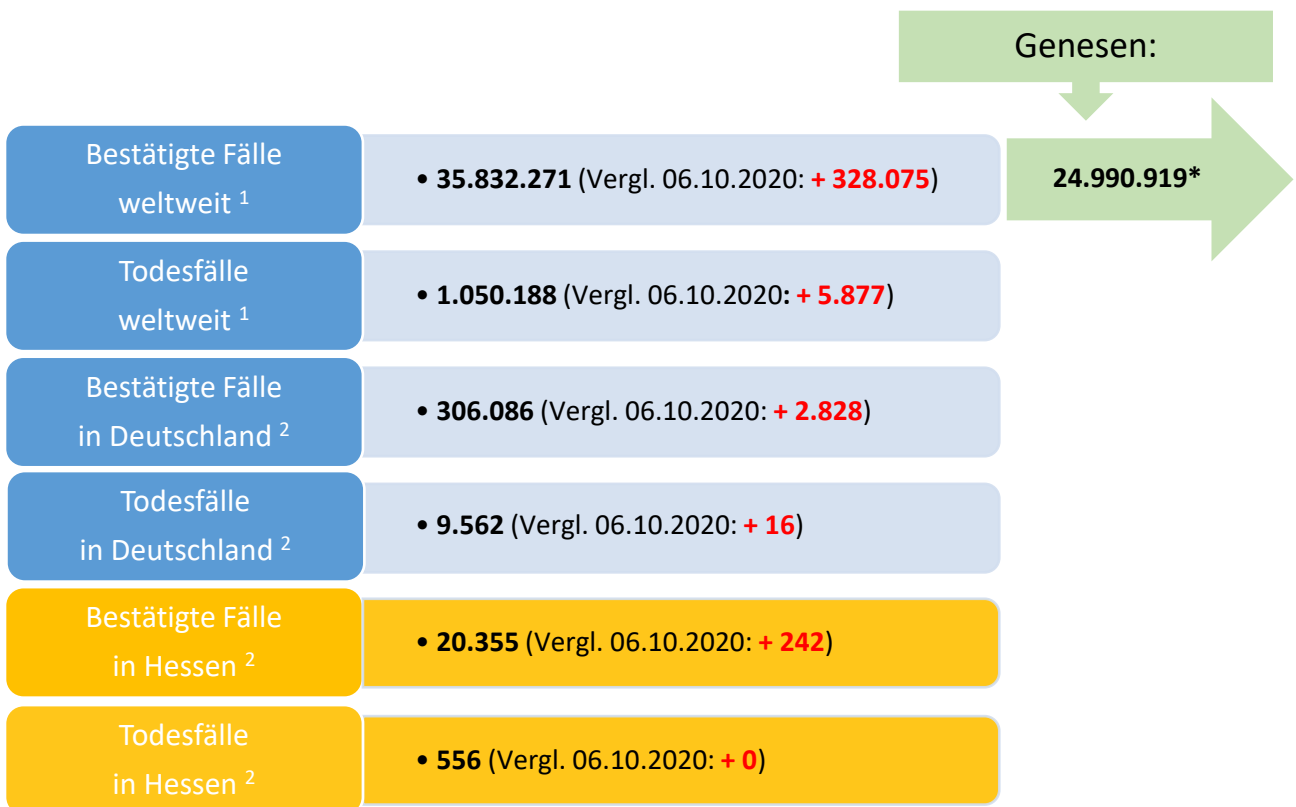 Genesen:
Bestätigte Fälle
weltweit ¹
• 35.832.271 (Vergl. 06.10.2020: + 328.075)
24.990.919*
Todesfälle
weltweit ¹
• 1.050.188 (Vergl. 06.10.2020: + 5.877)
Bestätigte Fälle
in Deutschland ²
• 306.086 (Vergl. 06.10.2020: + 2.828)
Todesfälle
in Deutschland ²
• 9.562 (Vergl. 06.10.2020: + 16)
Bestätigte Fälle
in Hessen ²
• 20.355 (Vergl. 06.10.2020: + 242)
Todesfälle
in Hessen ²
• 556 (Vergl. 06.10.2020: + 0)